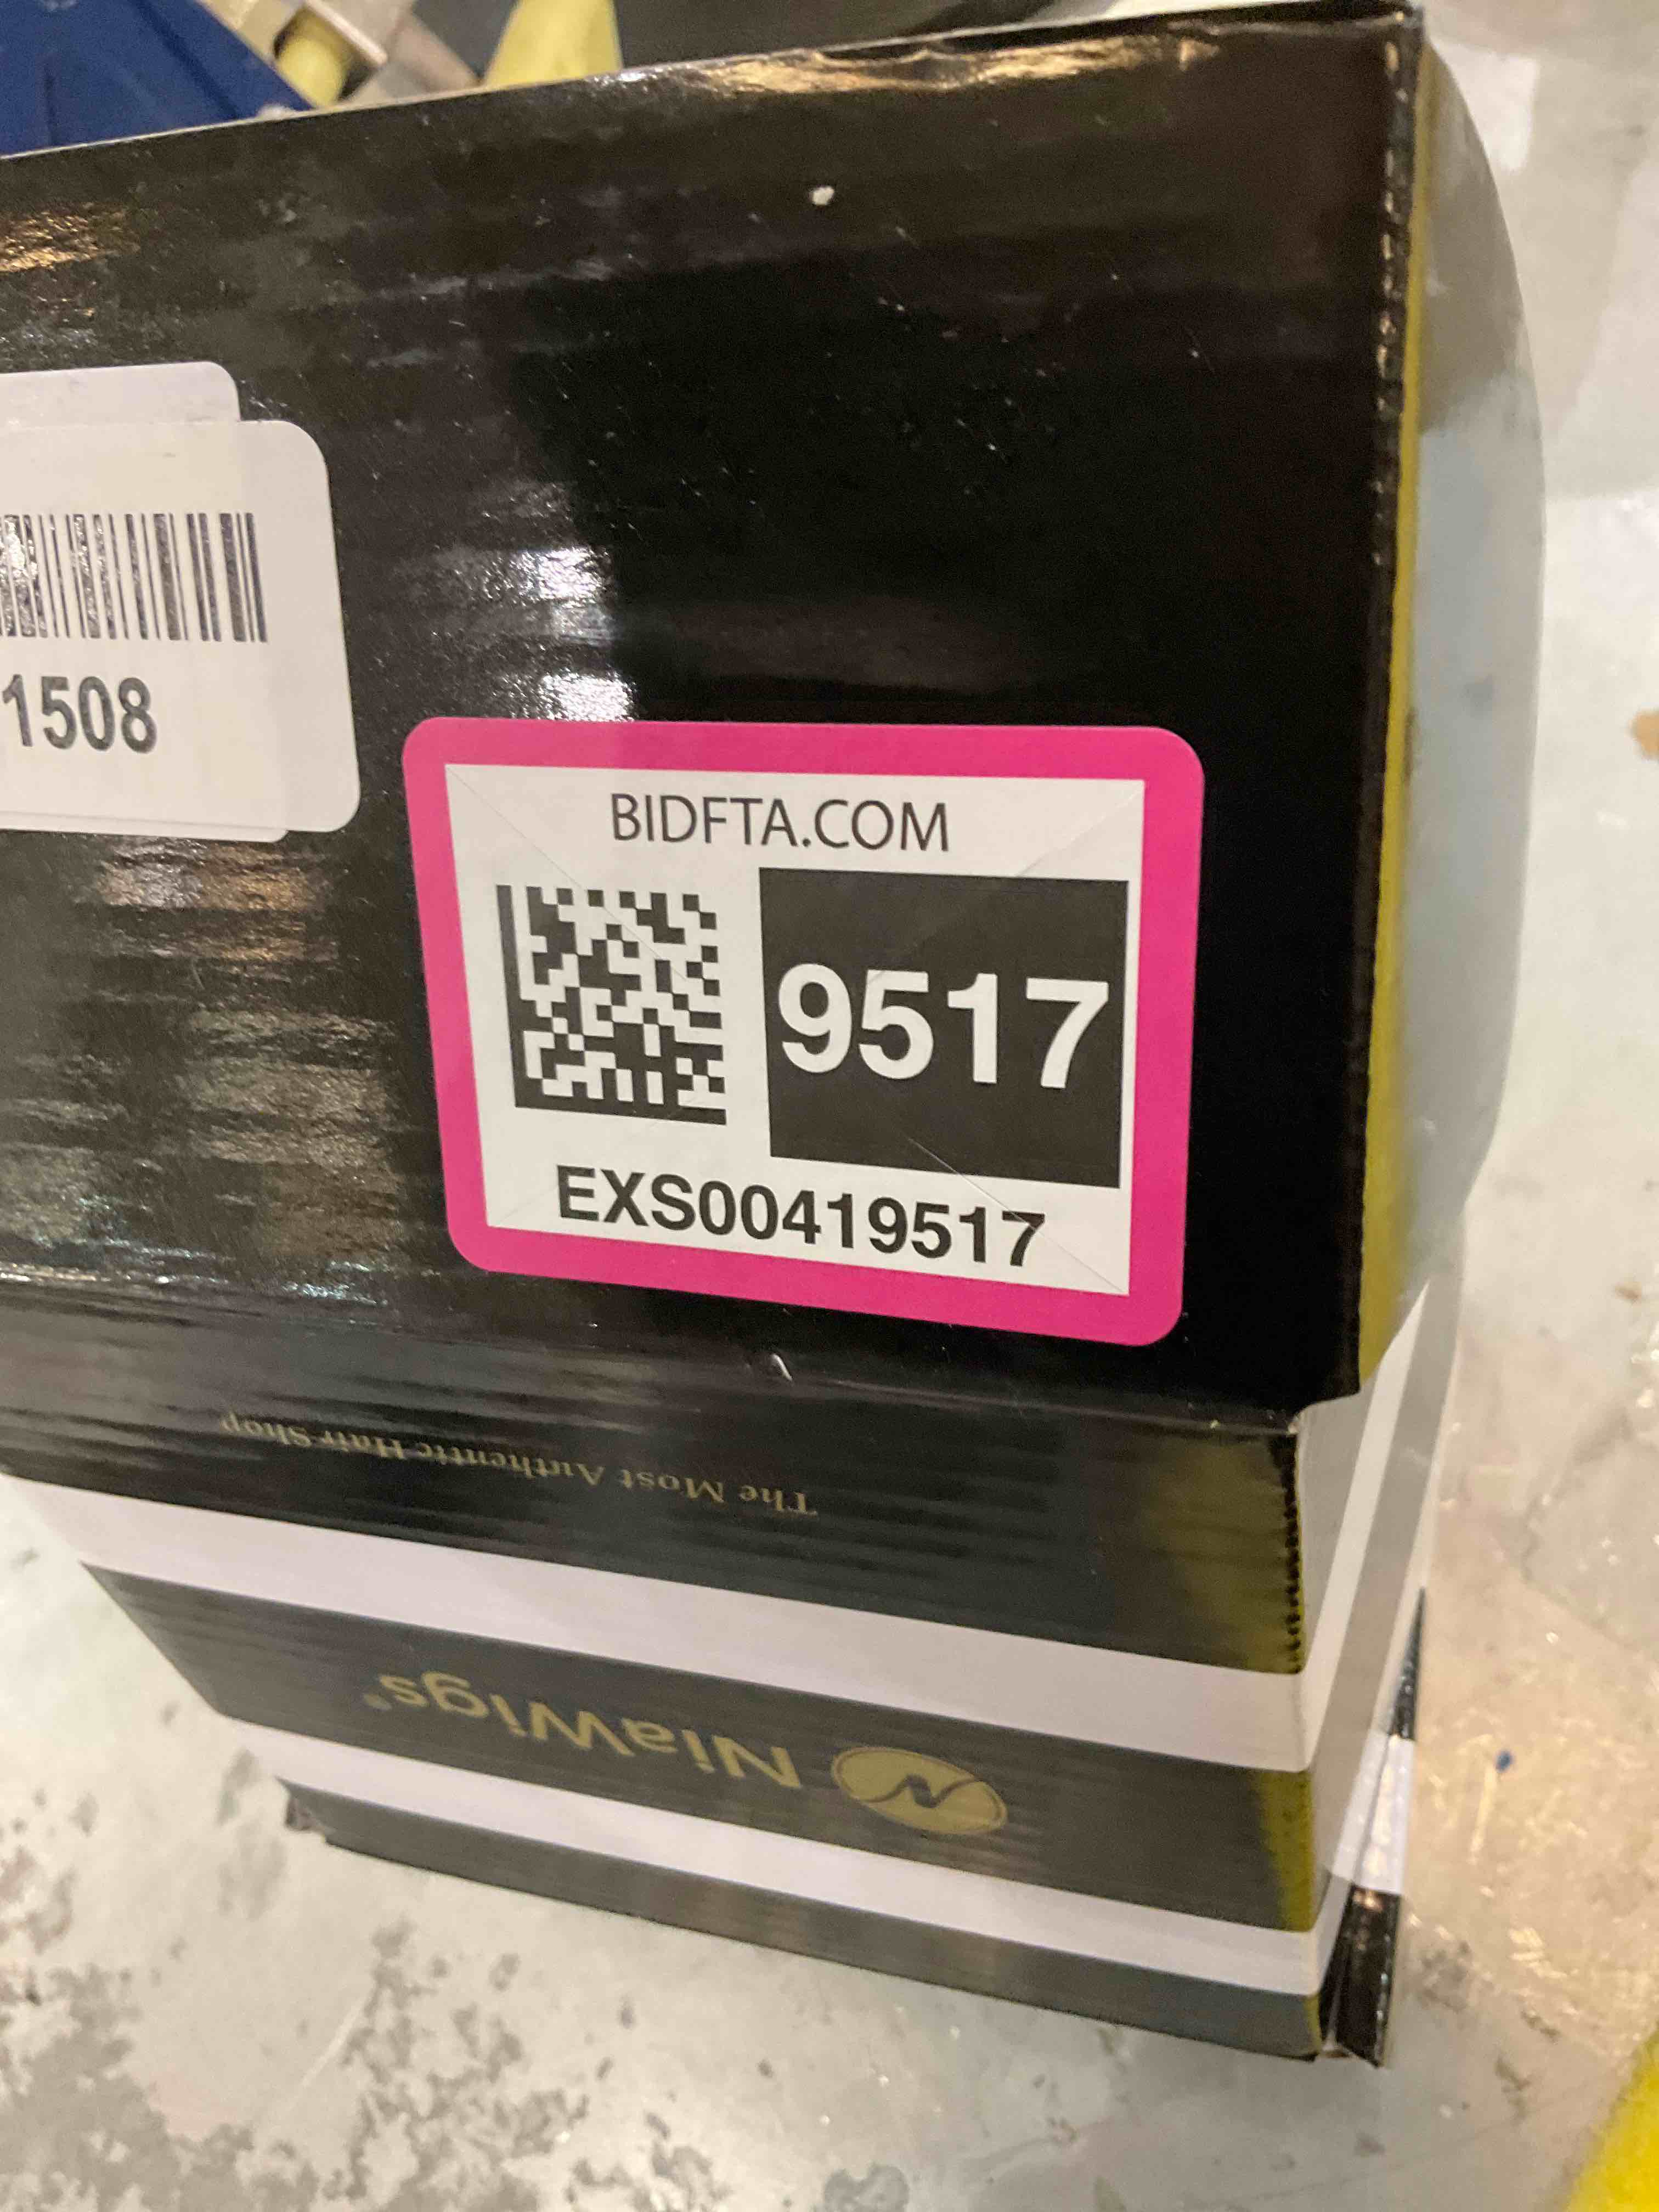 1508
BIDFTA.COM
9517
EXS00419517
The Most Authentic Hair Shop
NiaWigs®